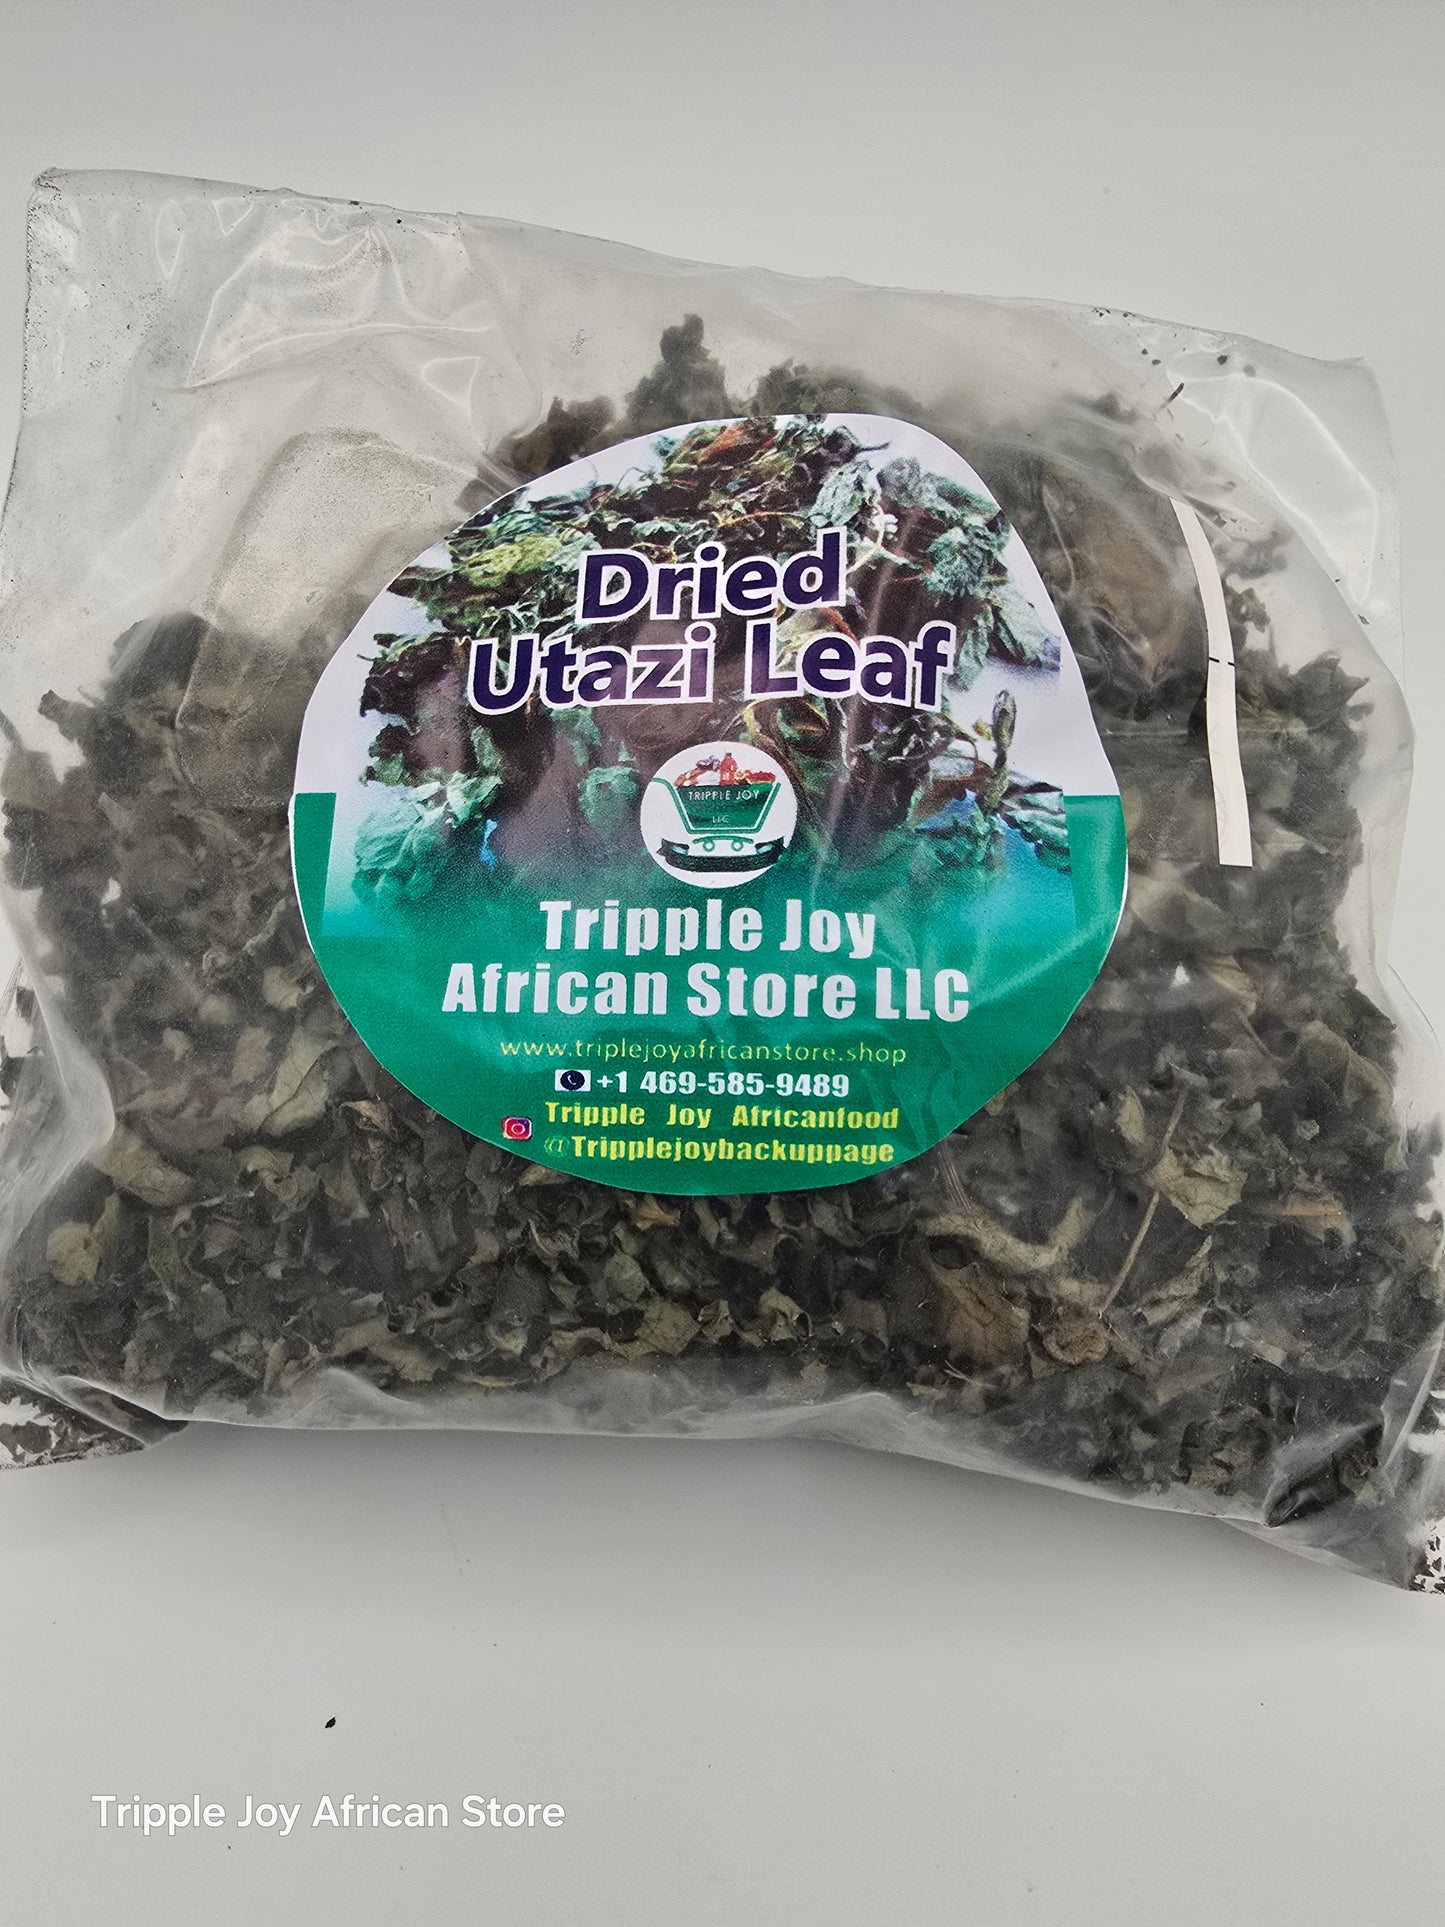 Dried
Utazi Leaf
TRIPPLE JOY
LLC
Tripple Joy
African Store LLC
www.triplejoyafricanstore.shop
+1 469-585-9489
Tripple Joy Africanfood
@Tripplejoybackuppage
Tripple Joy African Store